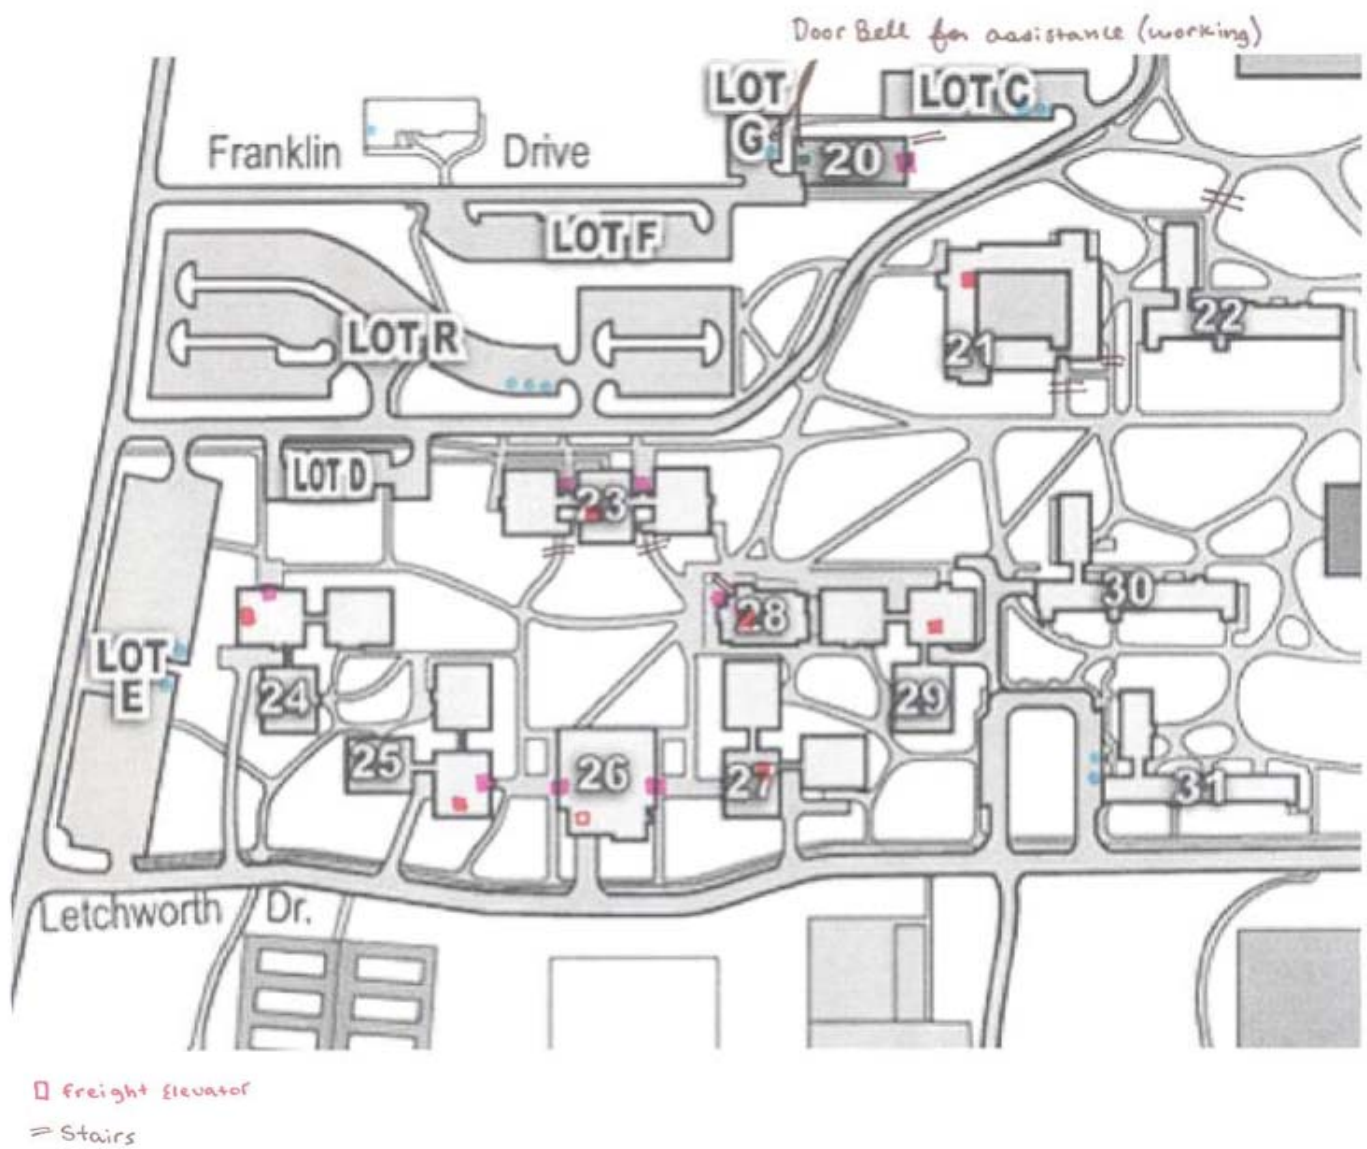 Door Bell for assistance (working)
LOT
G
LOT C
20
Franklin
Drive
LOT F
LOT R
21
22
LOT D
23
LOT
E
24
25
26
27
28
29
30
31
Letchworth Dr.
freight Elevator
= Stairs